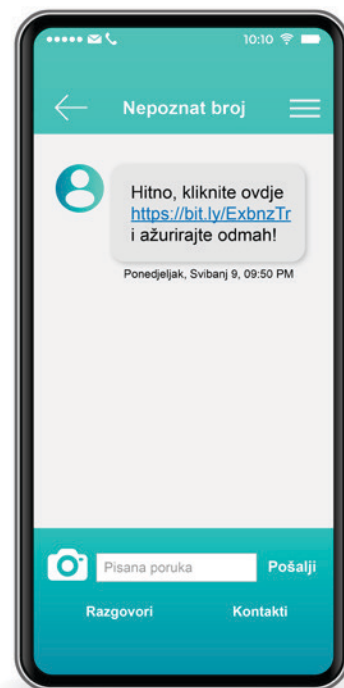 10:10
Nepoznat broj
Hitno, kliknite ovdje
https://bit.ly/ExbnzTr
i ažurirajte odmah!
Ponedjeljak, Svibanj 9, 09:50 PM
Pisana poruka
Pošalji
Razgovori
Kontakti